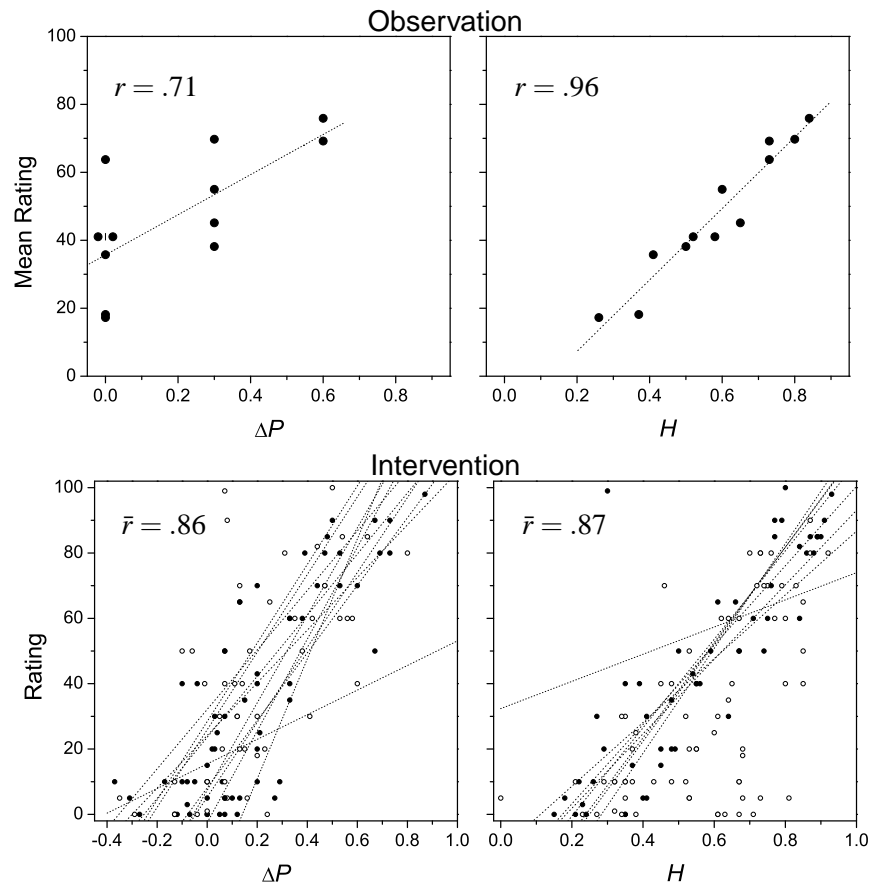 Observation
r = .71
r = .96
Mean Rating
100
80
60
40
20
0
0.0 0.2 0.4 0.6 0.8
0.0 0.2 0.4 0.6 0.8
ΔP
H
Intervention
r̄ = .86
r̄ = .87
Rating
100
80
60
40
20
0
-0.4 -0.2 0.0 0.2 0.4 0.6 0.8 1.0
0.0 0.2 0.4 0.6 0.8 1.0
ΔP
H